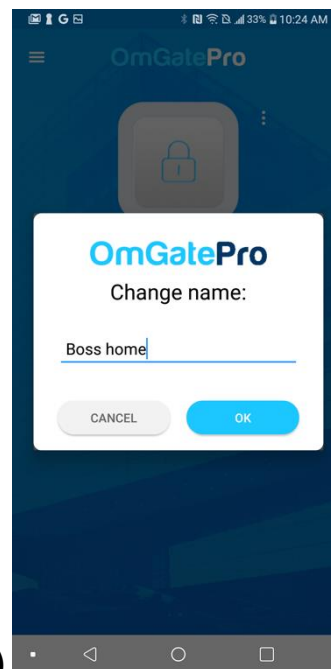 G 33% 10:24 AM
OmGatePro
OmGatePro
Change name:
Boss home
CANCEL OK